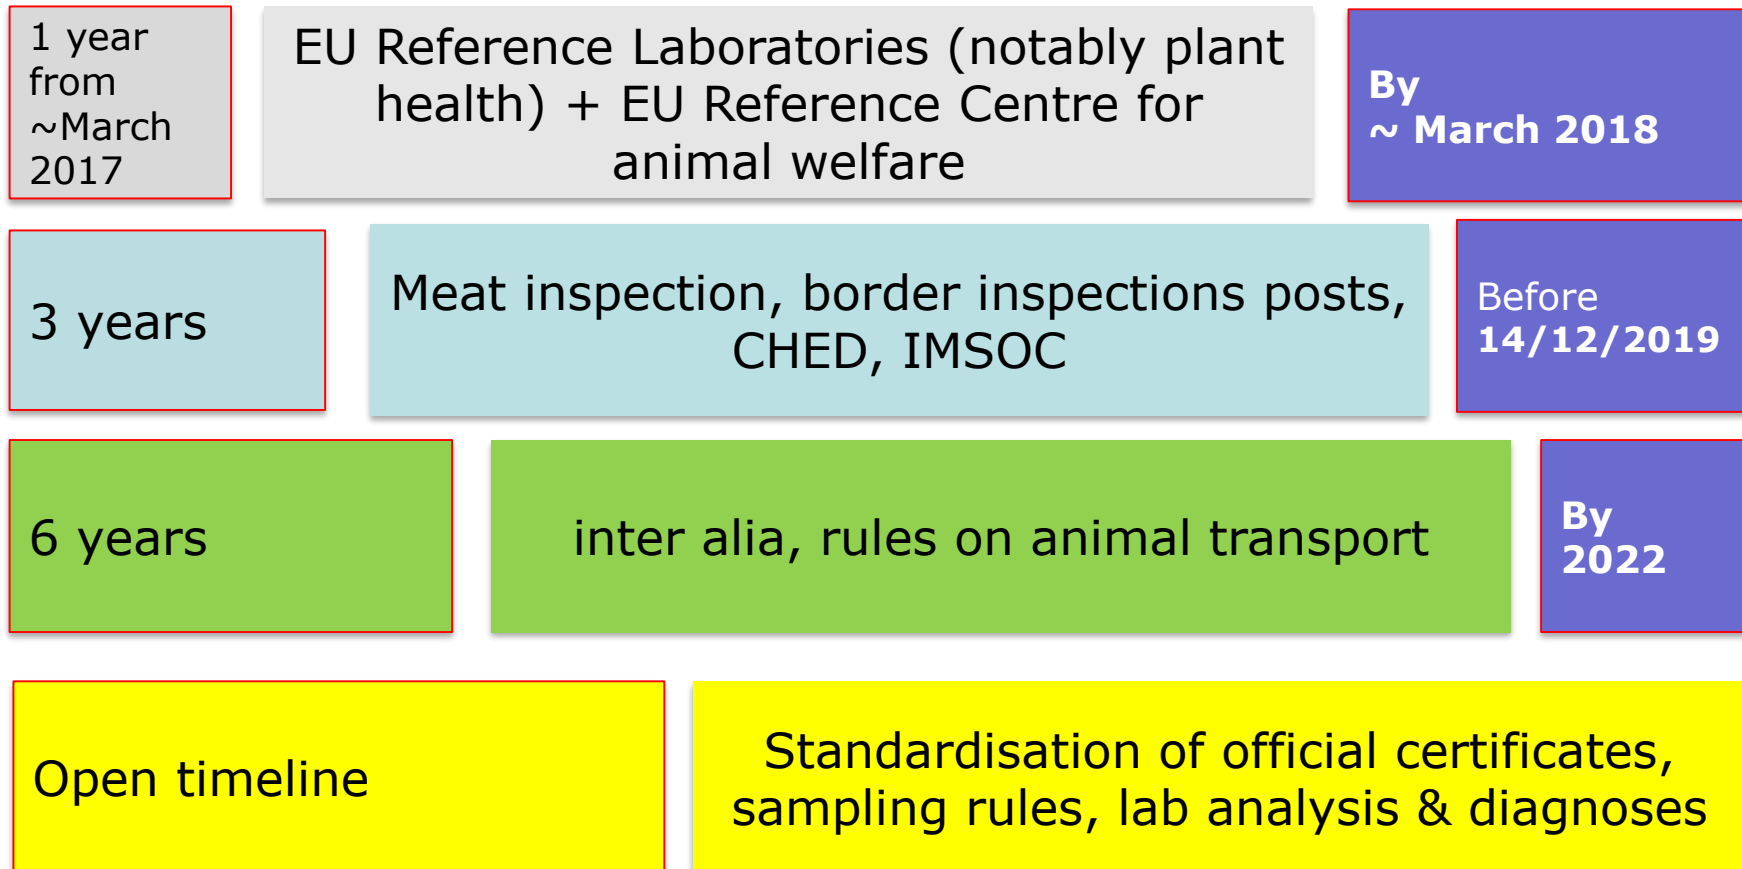 1 year
from
~March
2017
EU Reference Laboratories (notably plant
health) + EU Reference Centre for
animal welfare
By
~ March 2018
3 years
Meat inspection, border inspections posts,
CHED, IMSOC
Before
14/12/2019
6 years
inter alia, rules on animal transport
By
2022
Open timeline
Standardisation of official certificates,
sampling rules, lab analysis & diagnoses